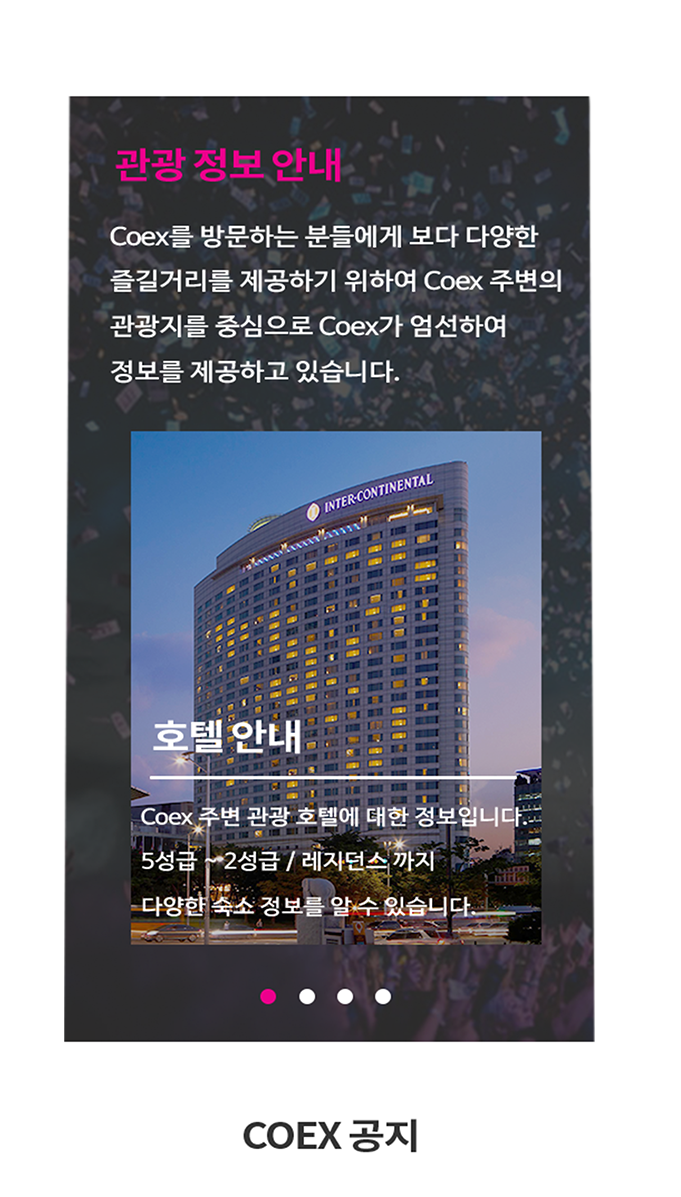 관광 정보 안내
Coex를 방문하는 분들에게 보다 다양한
즐길거리를 제공하기 위하여 Coex 주변의
관광지를 중심으로 Coex가 엄선하여
정보를 제공하고 있습니다.
INTER·CONTINENTAL
호텔 안내
Coex 주변 관광 호텔에 대한 정보입니다.
5성급 ~ 2성급 / 레지던스 까지
다양한 숙소 정보를 알 수 있습니다.
COEX 공지